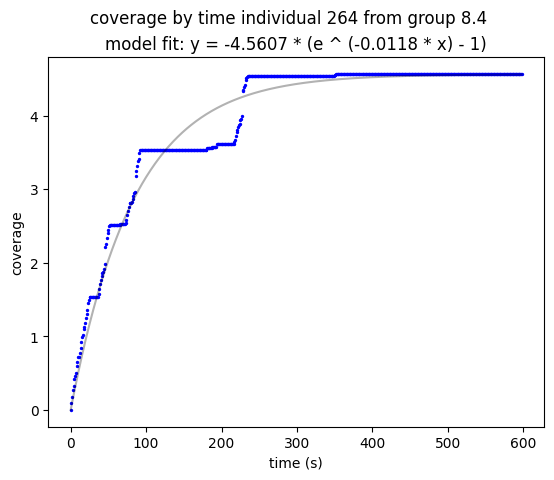 coverage by time individual 264 from group 8.4
model fit: y = -4.5607 * (e ^ (-0.0118 * x) - 1)
coverage
4
3
2
1
0
0 100 200 300 400 500 600
time (s)